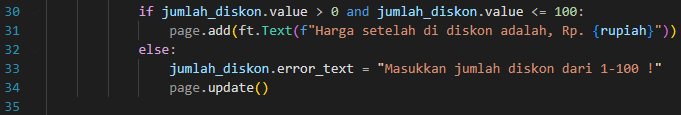 30 if jumlah_diskon.value > 0 and jumlah_diskon.value <= 100:
31 page.add(ft.Text(f"Harga setelah di diskon adalah, Rp. {rupiah}"))
32 else:
33 jumlah_diskon.error_text = "Masukkan jumlah diskon dari 1-100 !"
34 page.update()
35